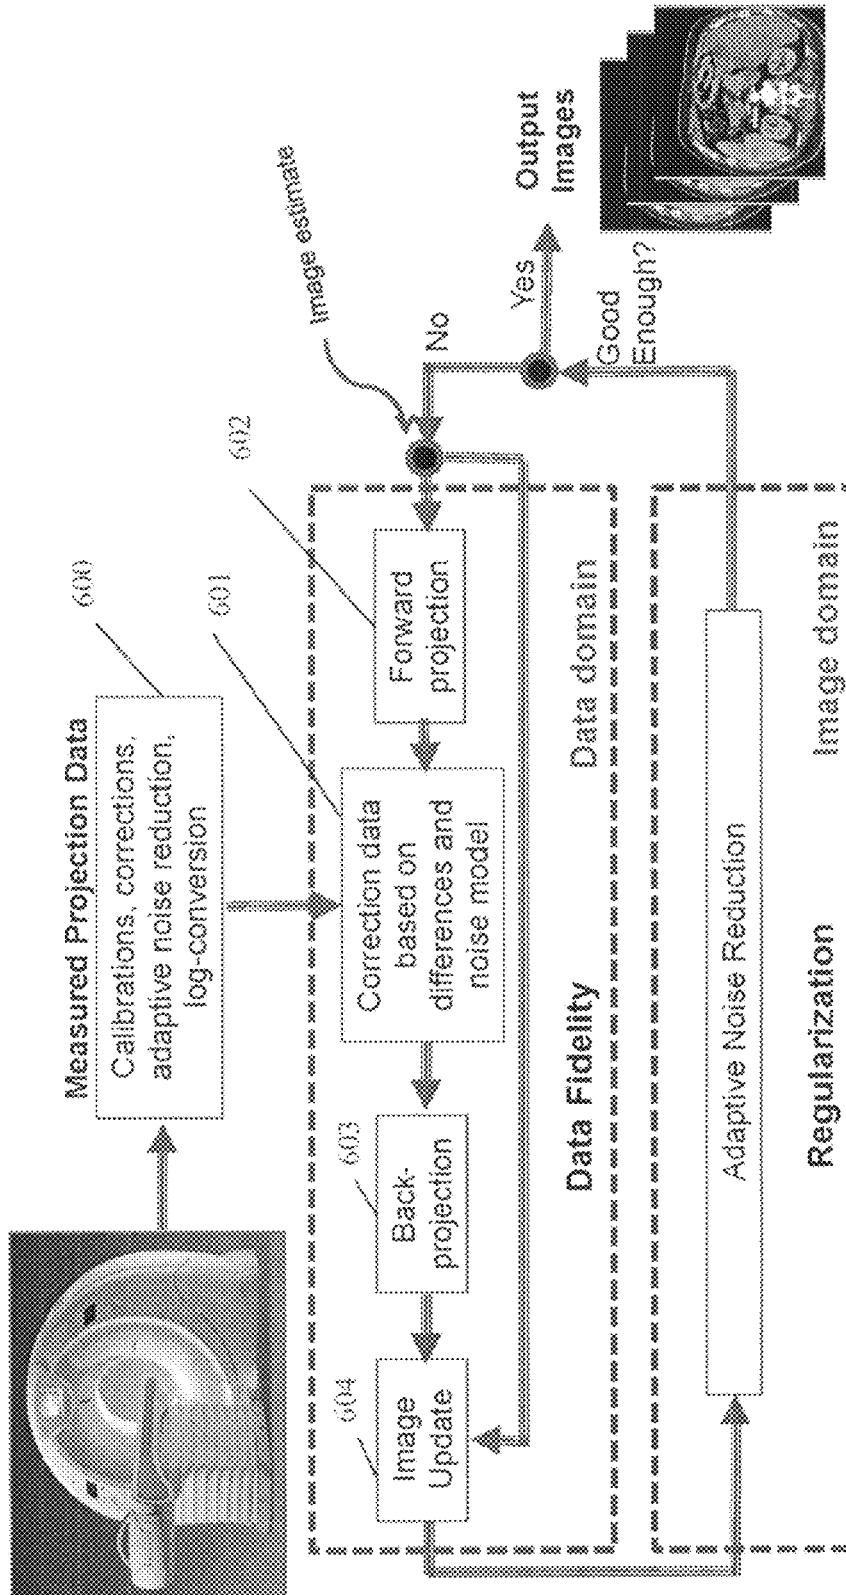 Measured Projection Data
Calibrations, corrections,
adaptive noise reduction,
log-conversion
600
601
602
Image estimate
Image
Update
604
Back-
projection
603
Correction data
based on
differences and
noise model
Forward
projection
Data Fidelity
Data domain
No
Yes
Output
Images
Good
Enough?
Adaptive Noise Reduction
Regularization
Image domain